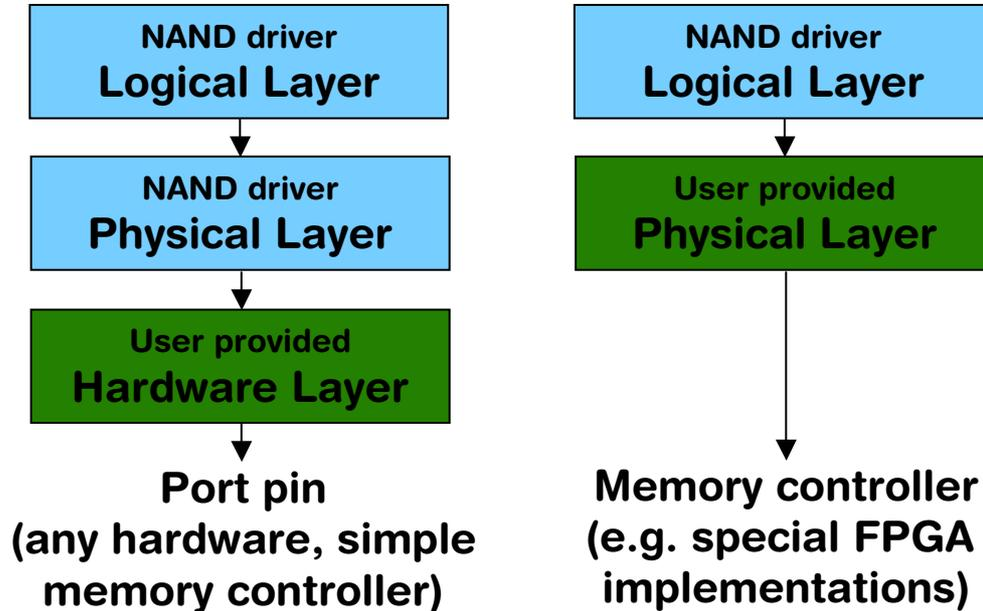 NAND driver
Logical Layer
NAND driver
Physical Layer
User provided
Hardware Layer
Port pin
(any hardware, simple
memory controller)
NAND driver
Logical Layer
User provided
Physical Layer
Memory controller
(e.g. special FPGA
implementations)